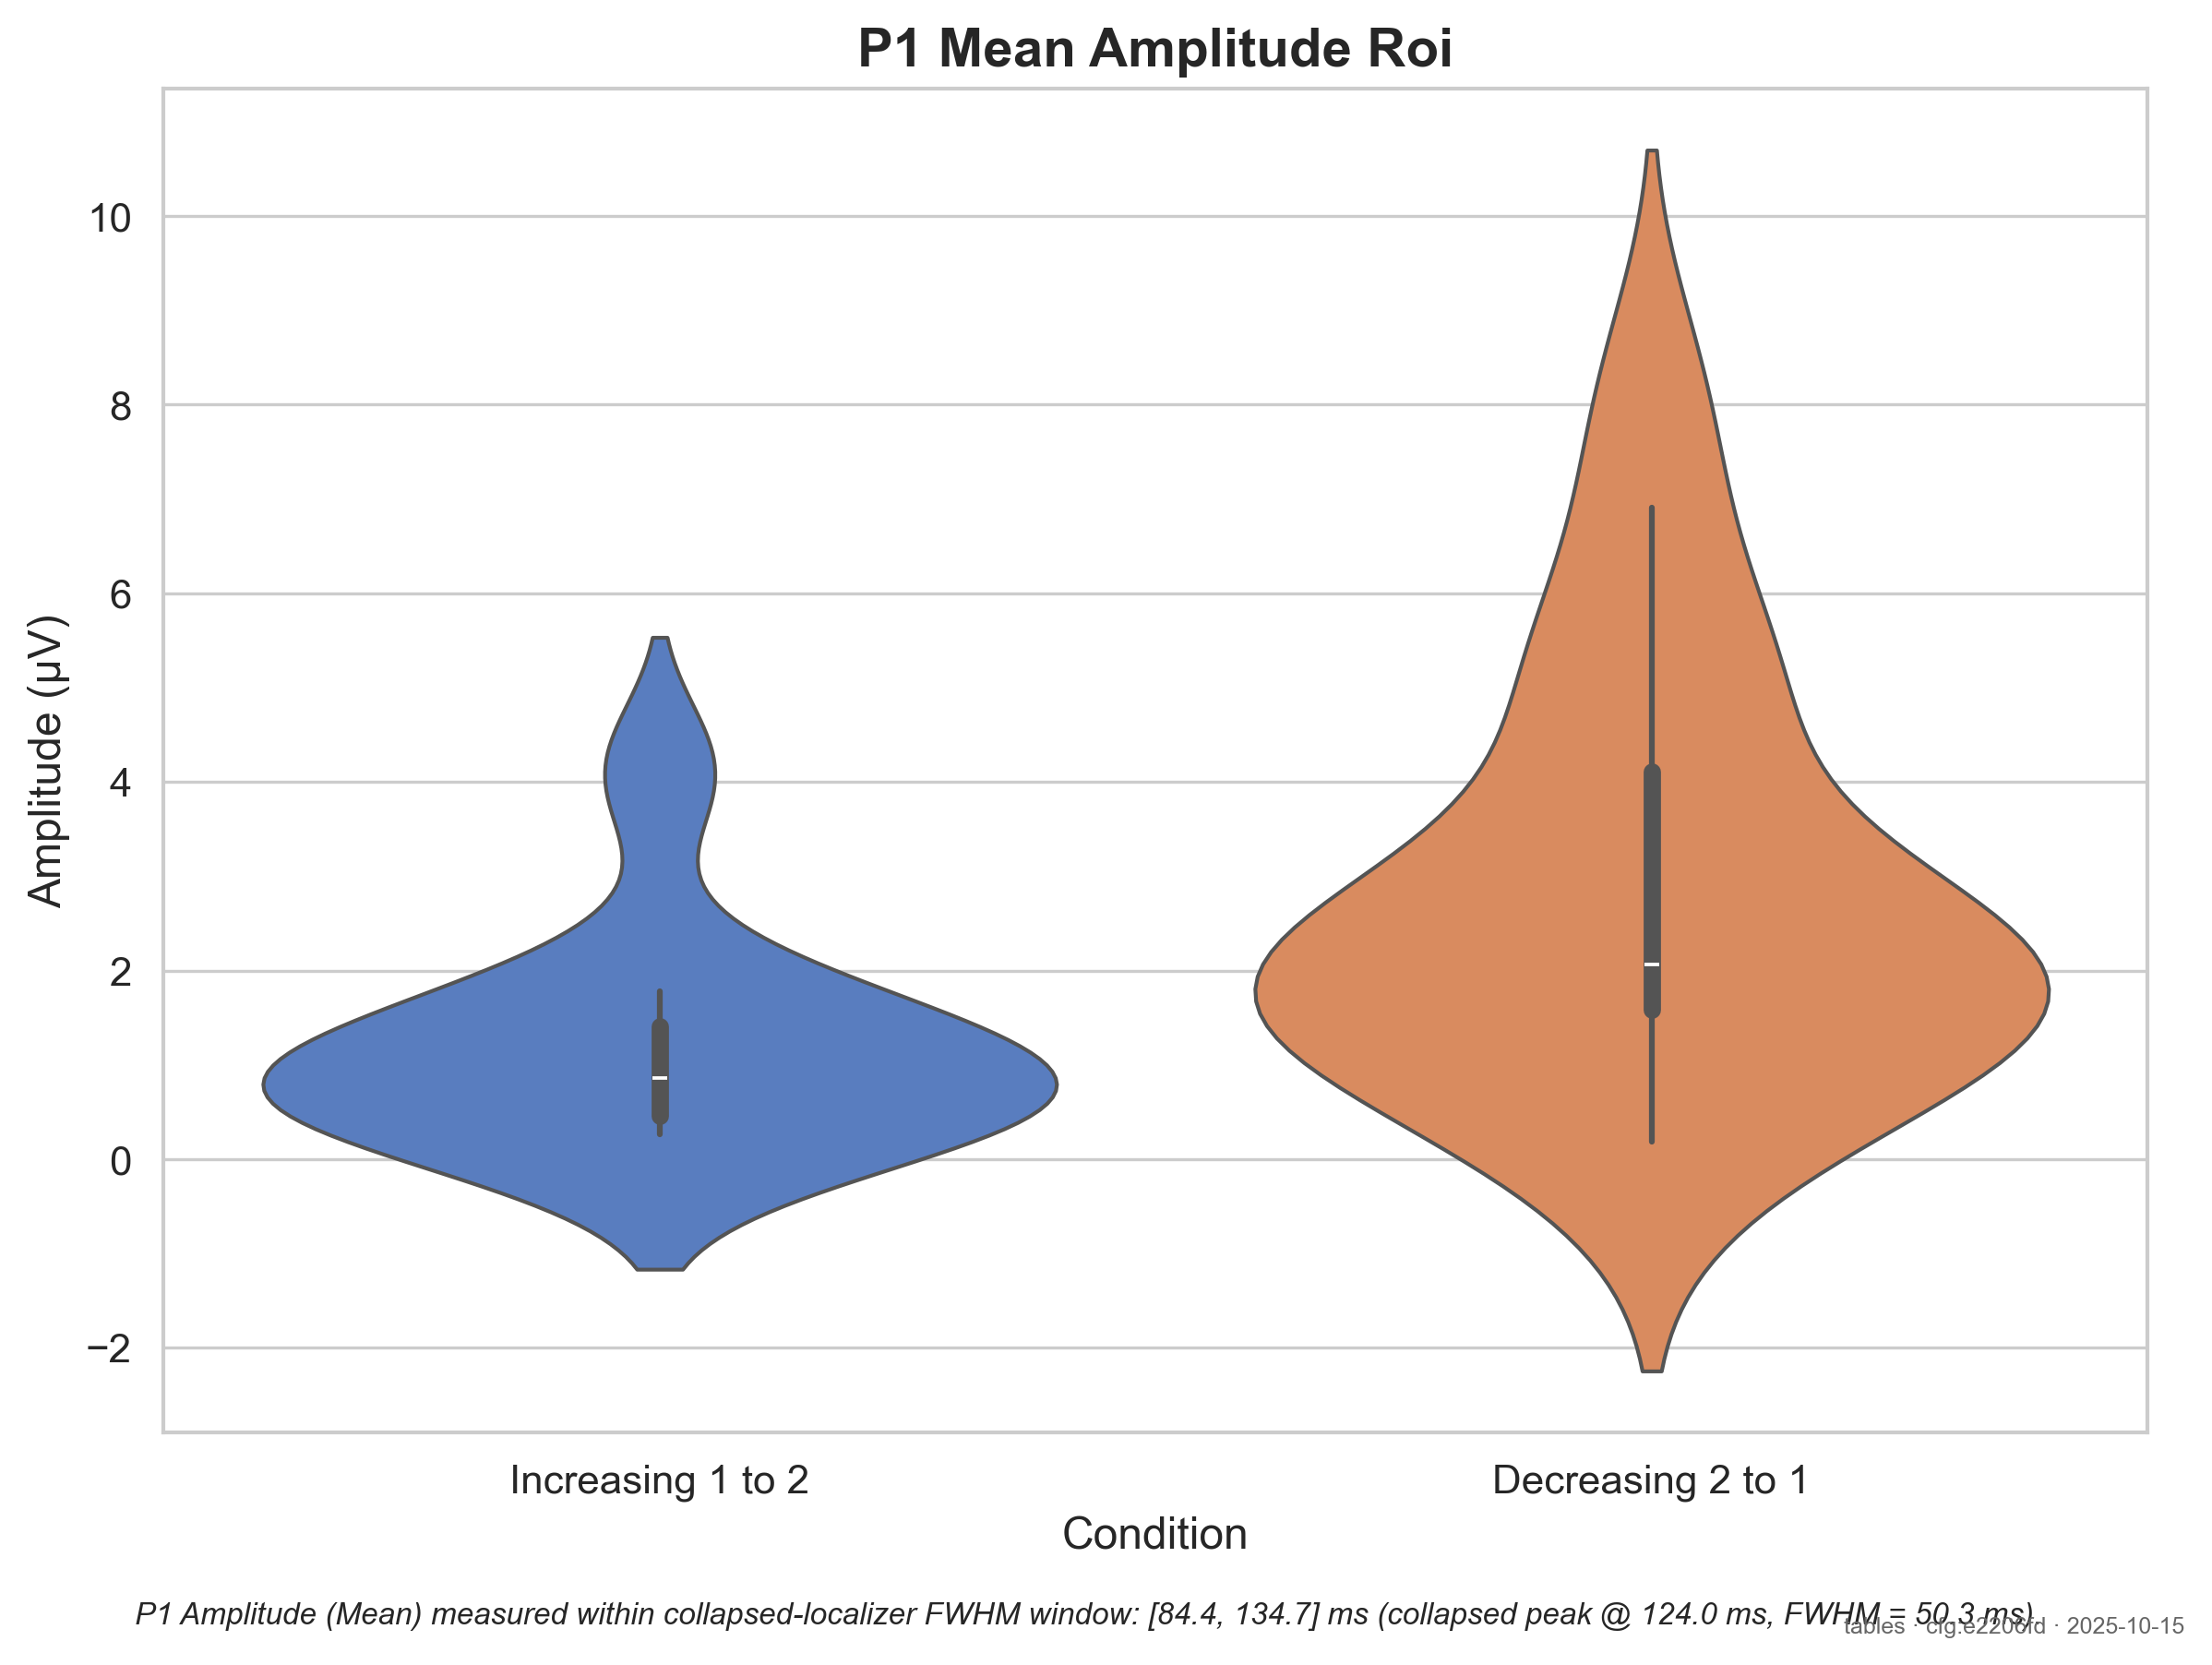 P1 Mean Amplitude Roi
Amplitude (µV)
10
8
6
4
2
0
−2
Increasing 1 to 2
Decreasing 2 to 1
Condition
P1 Amplitude (Mean) measured within collapsed-localizer FWHM window: [84.4, 134.7] ms (collapsed peak @ 124.0 ms, FWHM = 50.3 ms).
tables · cfg:e2206fd · 2025-10-15